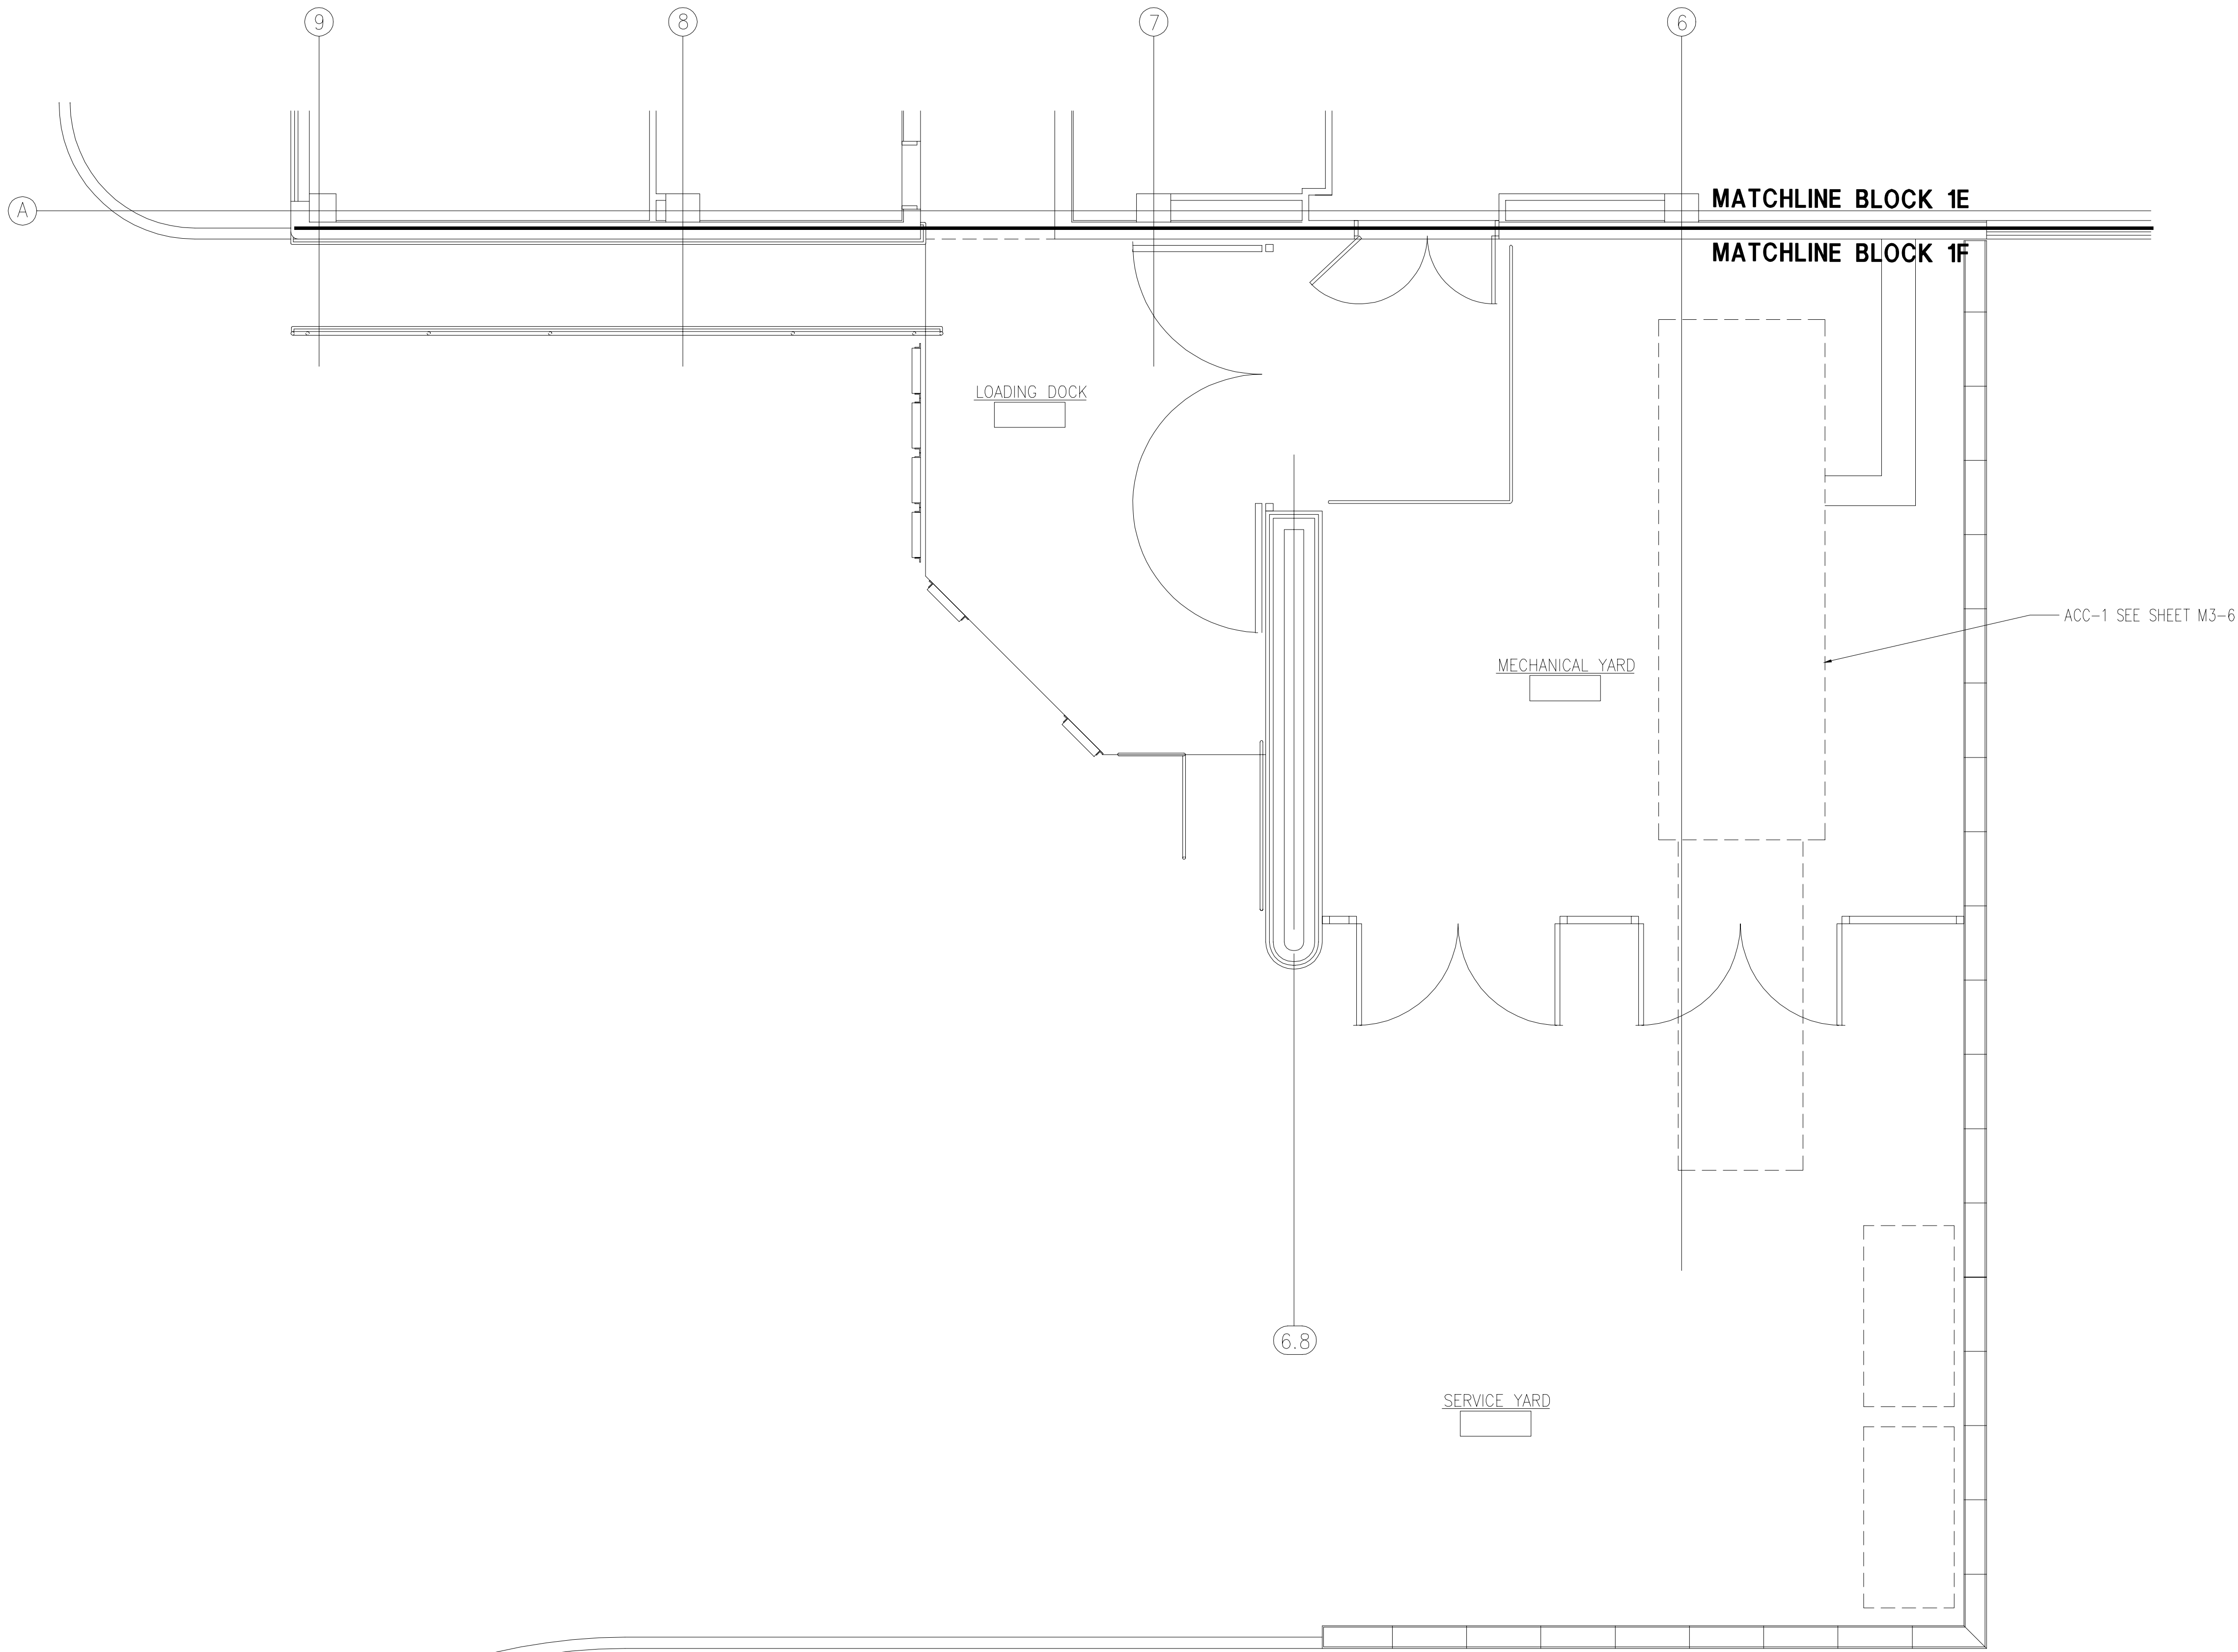 9
8
7
6
A
MATCHLINE BLOCK 1E
MATCHLINE BLOCK 1F
LOADING DOCK
ACC-1 SEE SHEET M3-6
MECHANICAL YARD
6.8
SERVICE YARD